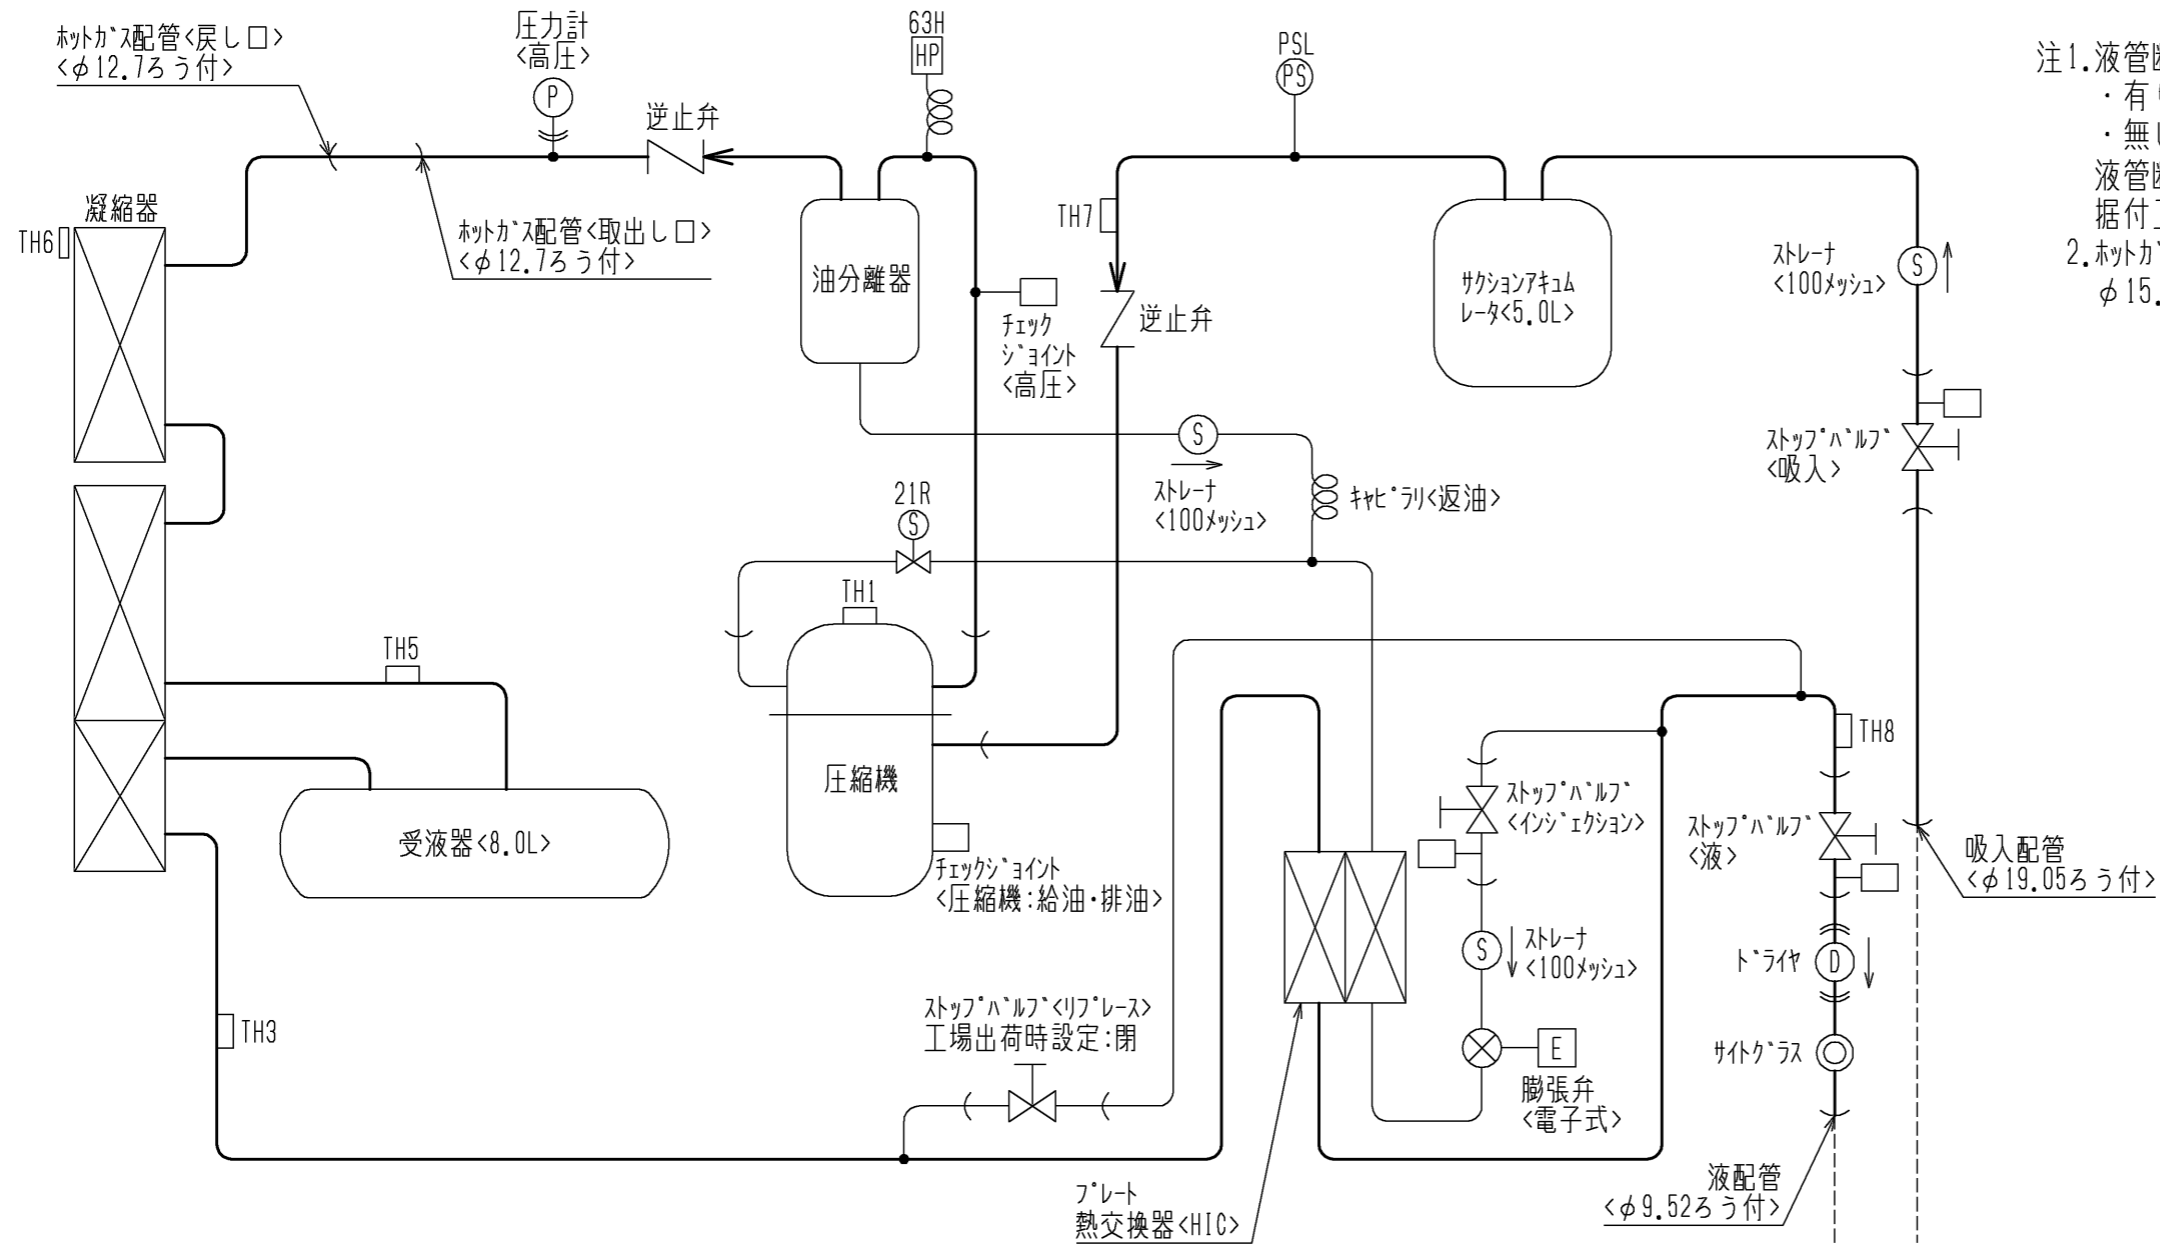 ﾎｯﾄｶﾞｽ配管<戻し口>
<φ12.7ろう付>
圧力計
<高圧>
P
逆止弁
63H
HP
PSL
PS
注1.液管
・有
・無し
液管
据付
2.ﾎｯﾄｶﾞ
φ15.
凝縮器
TH6
ﾎｯﾄｶﾞｽ配管<取出し口>
<φ12.7ろう付>
油分離器
ﾁｪｯｸ
ｼﾞｮｲﾝﾄ
<高圧>
TH7
逆止弁
ｻｸｼｮﾝｱｷｭﾑ
ﾚｰﾀ<5.0L>
ｽﾄﾚｰﾅ
<100ﾒｯｼｭ>
S
ｽﾄｯﾌﾟﾊﾞﾙﾌﾞ
<吸入>
S
ｽﾄﾚｰﾅ
<100ﾒｯｼｭ>
ｷｬﾋﾟﾗﾘ<返油>
21R
S
TH1
TH5
圧縮機
受液器<8.0L>
ﾁｪｯｸｼﾞｮｲﾝﾄ
<圧縮機:給油･排油>
TH8
ｽﾄｯﾌﾟﾊﾞﾙﾌﾞ
<ｲﾝｼﾞｪｸｼｮﾝ>
ｽﾄｯﾌﾟﾊﾞﾙﾌﾞ
<液>
吸入配管
<φ19.05ろう付>
S
ｽﾄﾚｰﾅ
<100ﾒｯｼｭ>
ﾄﾞﾗｲﾔ
D
TH3
ｽﾄｯﾌﾟﾊﾞﾙﾌﾞ<ﾘﾌﾟﾚｰｽ>
工場出荷時設定:閉
E
膨張弁
<電子式>
ｻｲﾄｸﾞﾗｽ
ﾌﾟﾚｰﾄ
熱交換器<HIC>
液配管
<φ9.52ろう付>